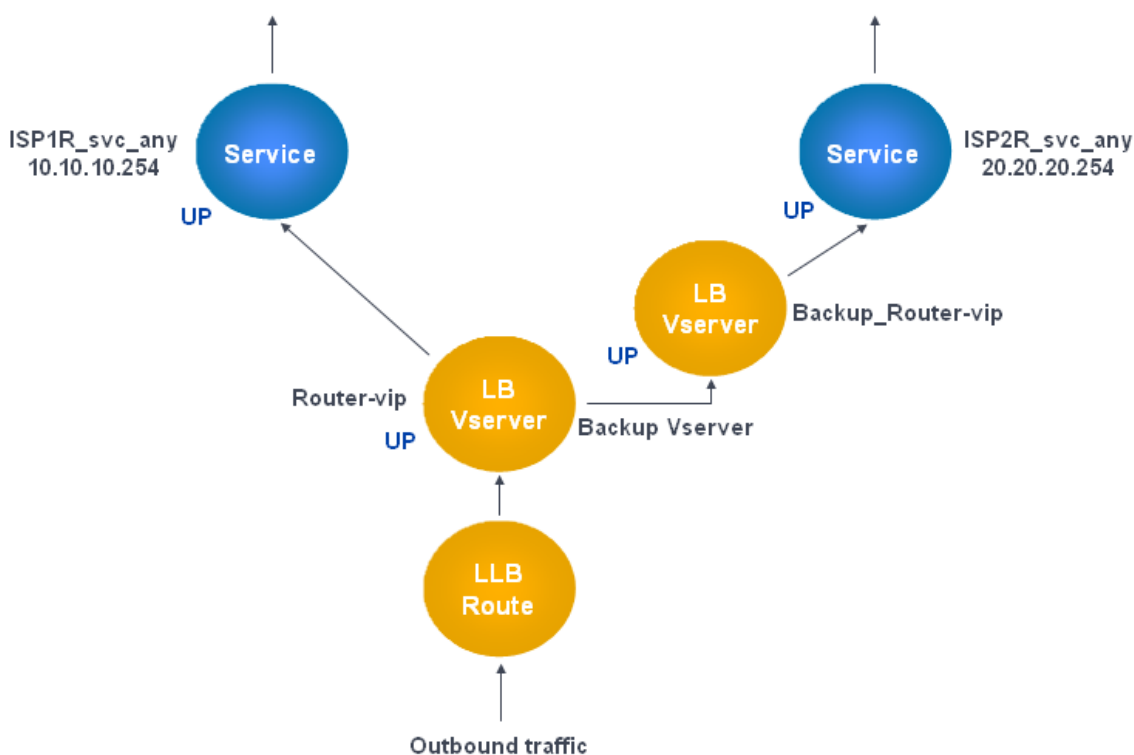 ISP1R_svc_any
10.10.10.254
Service
UP
Service
ISP2R_svc_any
20.20.20.254
UP
LB
Vserver
Backup_Router-vip
UP
Router-vip
LB
Vserver
UP
Backup Vserver
LLB
Route
Outbound traffic